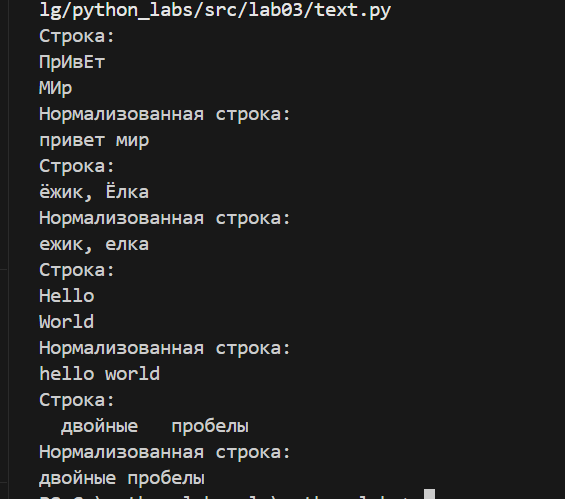 lg/python_labs/src/lab03/text.py
Строка:
ПрИвЕт
МИр
Нормализованная строка:
привет мир
Строка:
ёжик, Ёлка
Нормализованная строка:
ежик, елка
Строка:
Hello
World
Нормализованная строка:
hello world
Строка:
  двойные   пробелы
Нормализованная строка:
двойные пробелы